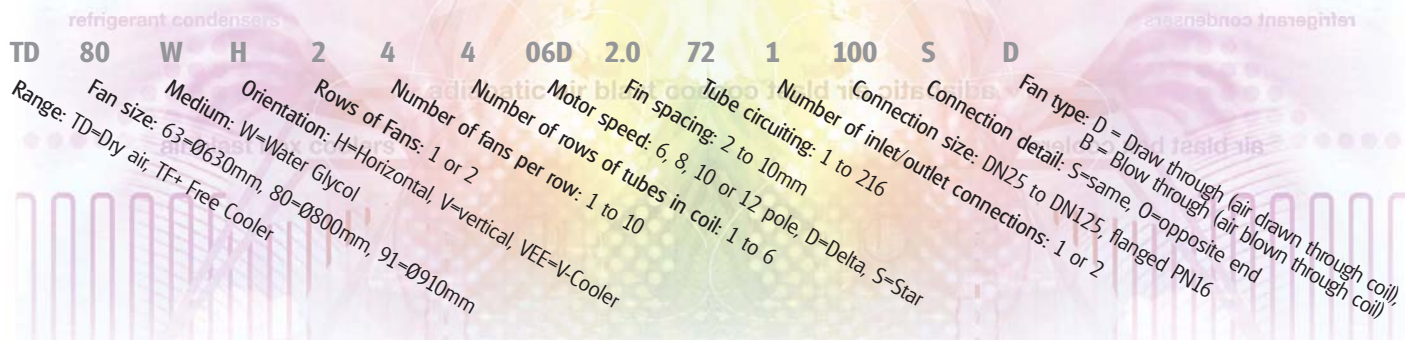 refrigerant condensers
refrigerant condensers
TD 80 W H 2 4 4 06D 2.0 72 1 100 S D
Range: TD=Dry air, TF+ Free Cooler
Fan size: 63=Ø630mm, 80=Ø800mm, 91=Ø910mm
Medium: W=Water Glycol
Orientation: H=Horizontal, V=vertical, VEE=V-Cooler
Rows of Fans: 1 or 2
Number of fans per row: 1 to 10
Number of rows of tubes in coil: 1 to 6
Motor speed: 6, 8, 10 or 12 pole, D=Delta, S=Star
Fin spacing: 2 to 10mm
Tube circuiting: 1 to 216
Number of inlet/outlet connections: 1 or 2
Connection size: DN25 to DN125, flanged PN16
Connection detail: S=same, O=opposite end
Fan type: D = Draw through (air drawn through coil),
B = Blow through (air blown through coil)